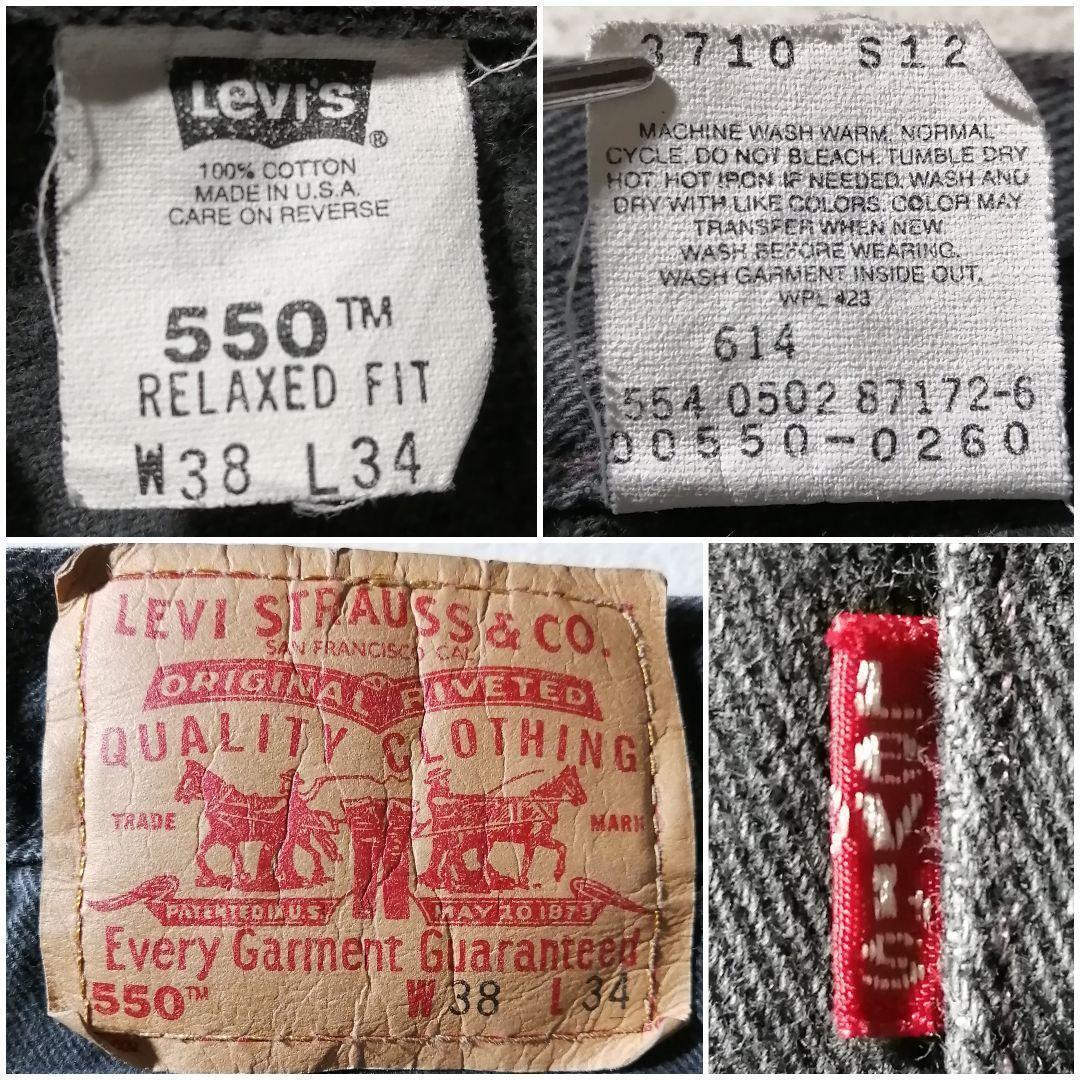 Levi's®
100% COTTON
MADE IN U.S.A.
CARE ON REVERSE
550™
RELAXED FIT
W38 L34
3710 S12
MACHINE WASH WARM, NORMAL
CYCLE. DO NOT BLEACH. TUMBLE DRY
HOT. HOT IRON IF NEEDED. WASH AND
DRY WITH LIKE COLORS. COLOR MAY
TRANSFER WHEN NEW.
WASH BEFORE WEARING.
WASH GARMENT INSIDE OUT.
WPL 423
614
554 0502 87172-6
00550-0260
LEVI STRAUSS & CO.
SAN FRANCISCO CAL
ORIGINAL RIVETED
QUALITY CLOTHING
TRADE MARK
PATENTED IN U.S. MAY 20 1873
Every Garment Guaranteed
550™ W38 L34
LEVI'S